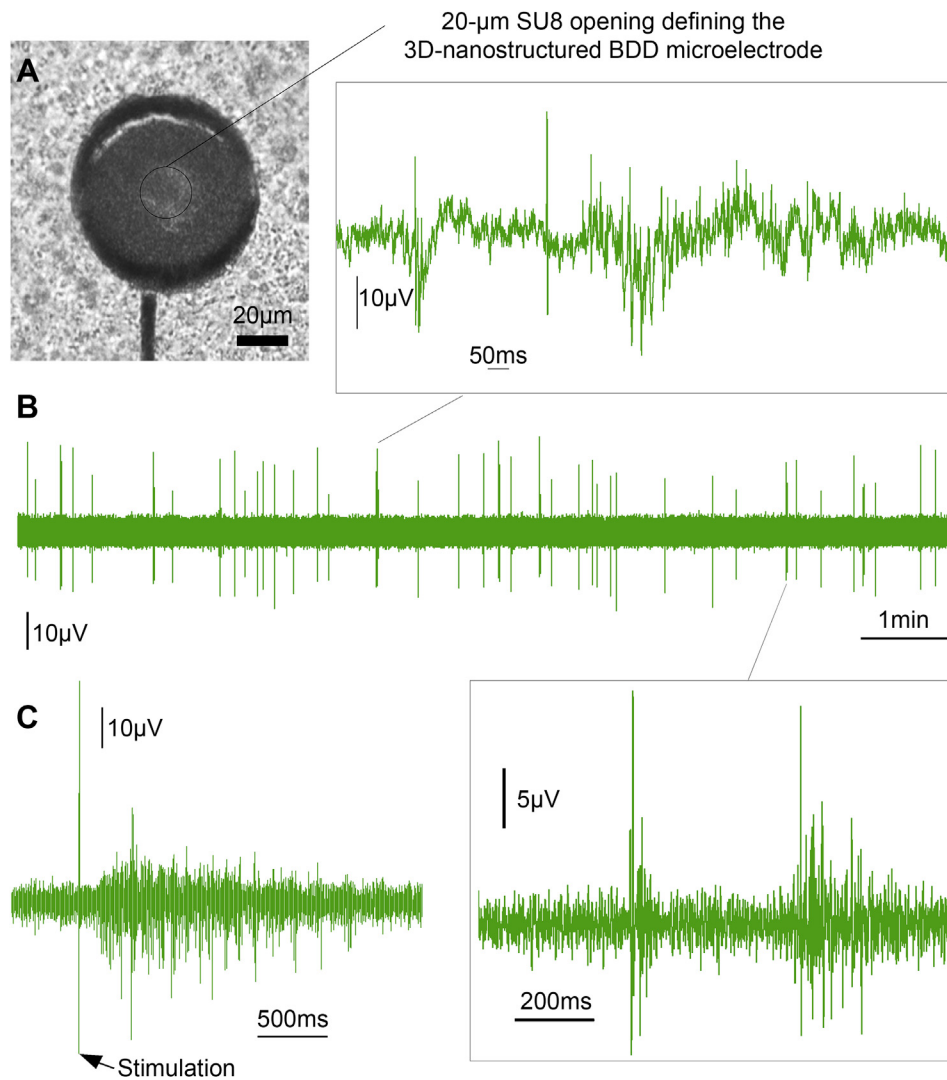 20-µm SU8 opening defining the
3D-nanostructured BDD microelectrode
A
20µm
10µV
50ms
B
10µV
1min
C
10µV
5µV
500ms
200ms
Stimulation